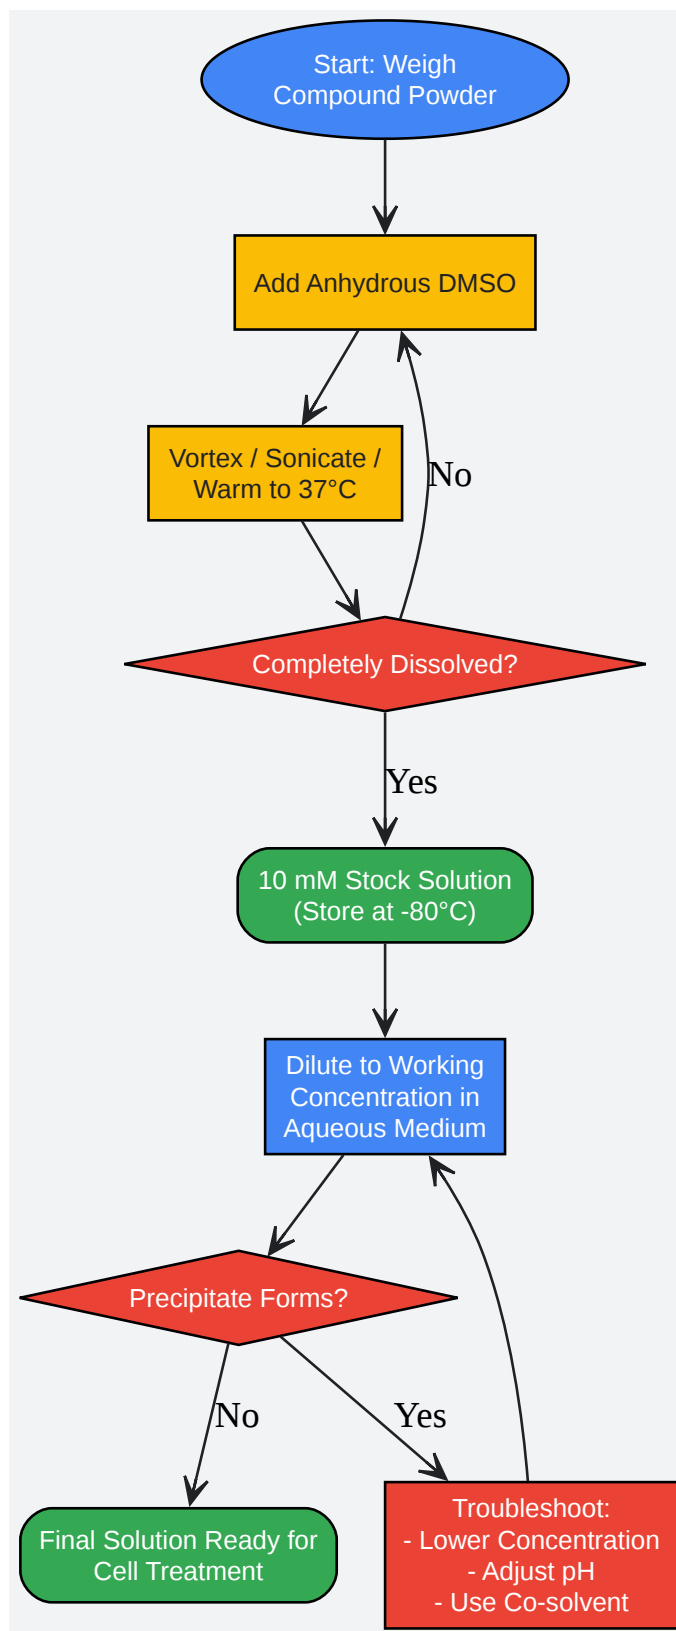 Start: Weigh
Compound Powder
Add Anhydrous DMSO
Vortex / Sonicate /
Warm to 37°C
No
Completely Dissolved?
Yes
10 mM Stock Solution
(Store at -80°C)
Dilute to Working
Concentration in
Aqueous Medium
Precipitate Forms?
No
Yes
Final Solution Ready for
Cell Treatment
Troubleshoot:
- Lower Concentration
- Adjust pH
- Use Co-solvent